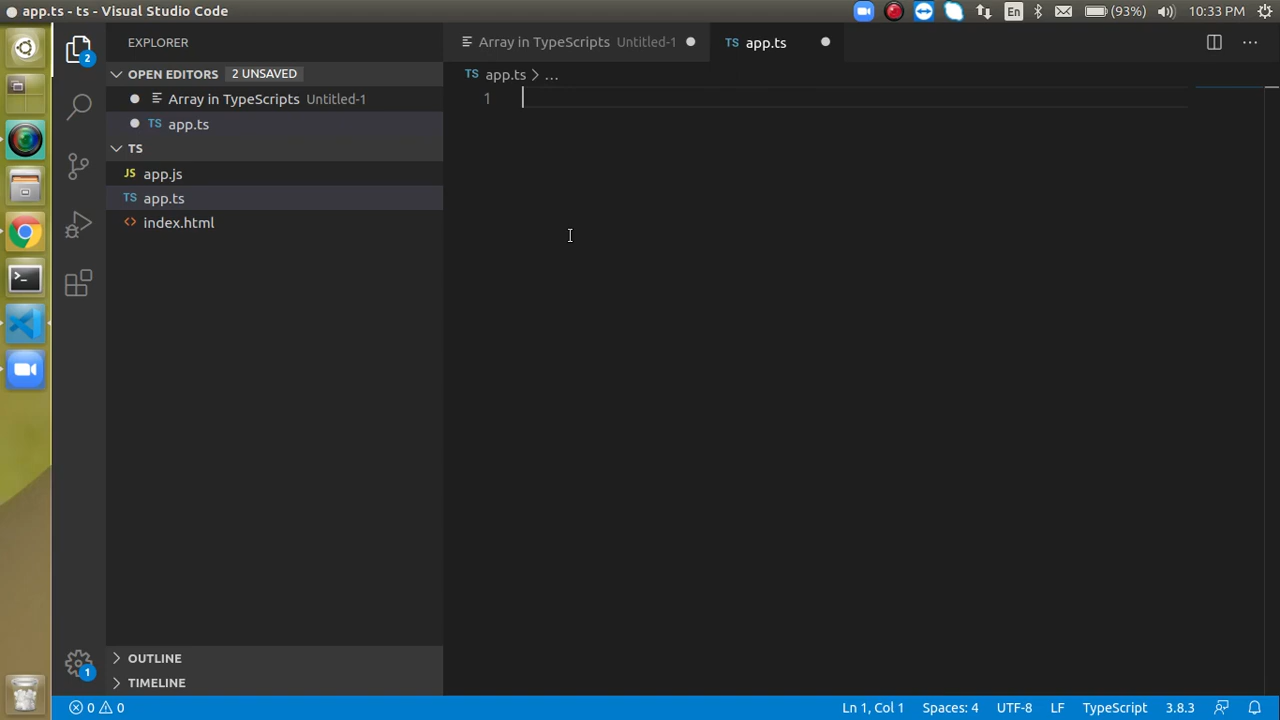 app.ts - ts - Visual Studio Code
En
(93%)
10:33 PM
2
EXPLORER
OPEN EDITORS
2 UNSAVED
Array in TypeScripts Untitled-1
TS app.ts
TS
JS app.js
TS app.ts
<> index.html
OUTLINE
TIMELINE
1
Array in TypeScripts Untitled-1
TS app.ts
TS app.ts > ...
1
0 0
Ln 1, Col 1
Spaces: 4
UTF-8
LF
TypeScript
3.8.3